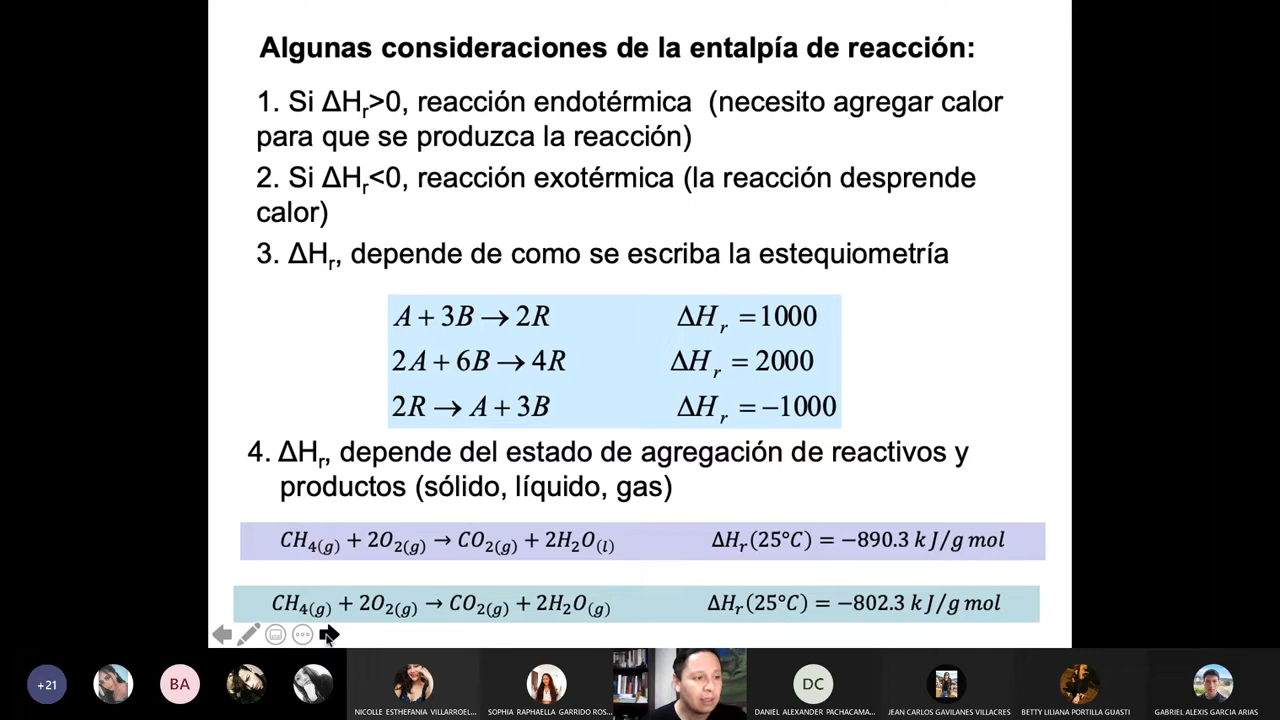 Algunas consideraciones de la entalpía de reacción:
1. Si ΔHr>0, reacción endotérmica (necesito agregar calor
para que se produzca la reacción)
2. Si ΔHr<0, reacción exotérmica (la reacción desprende
calor)
3. ΔHr, depende de como se escriba la estequiometría
A + 3B → 2R ΔHr = 1000
2A + 6B → 4R ΔHr = 2000
2R → A + 3B ΔHr = −1000
4. ΔHr, depende del estado de agregación de reactivos y
productos (sólido, líquido, gas)
CH4(g) + 2O2(g) → CO2(g) + 2H2O(l) ΔHr(25°C) = −890.3 kJ/g mol
CH4(g) + 2O2(g) → CO2(g) + 2H2O(g) ΔHr(25°C) = −802.3 kJ/g mol
+21
BA
DC
NICOLLE ESTHEFANIA VILLARROEL...
SOPHIA RAPHAELLA GARRIDO ROS...
DANIEL ALEXANDER PACHACAMA...
JEAN CARLOS GAVILANES VILLACRES
BETTY LILIANA PORTILLA GUASTI
GABRIEL ALEXIS GARCIA ARIAS